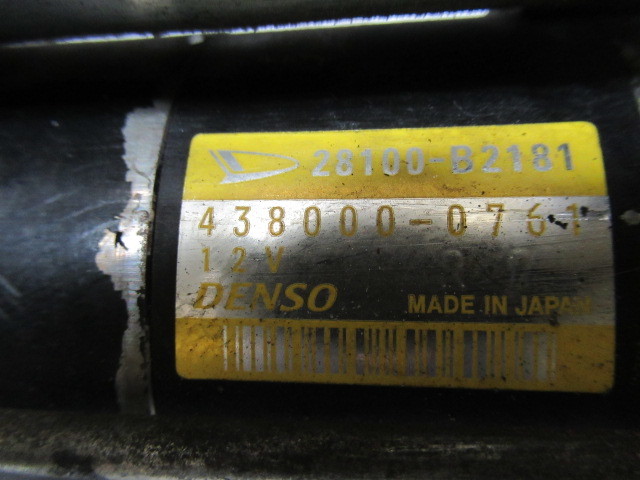 28100-B2181
438000-0761
12V
DENSO MADE IN JAPAN